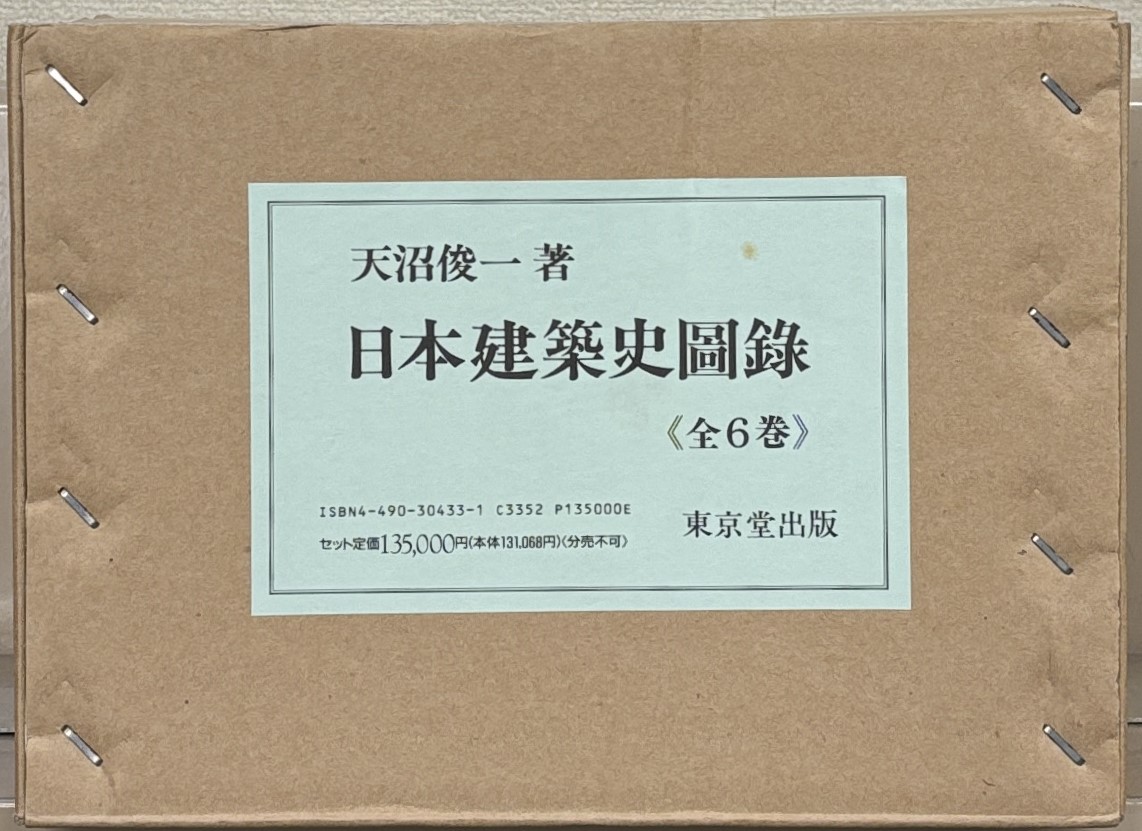 天沼俊一 著
日本建築史圖錄
《全６巻》
ISBN4-490-30433-1 C3352 P135000E
セット定価135,000円(本体131,068円)〈分売不可〉
東京堂出版